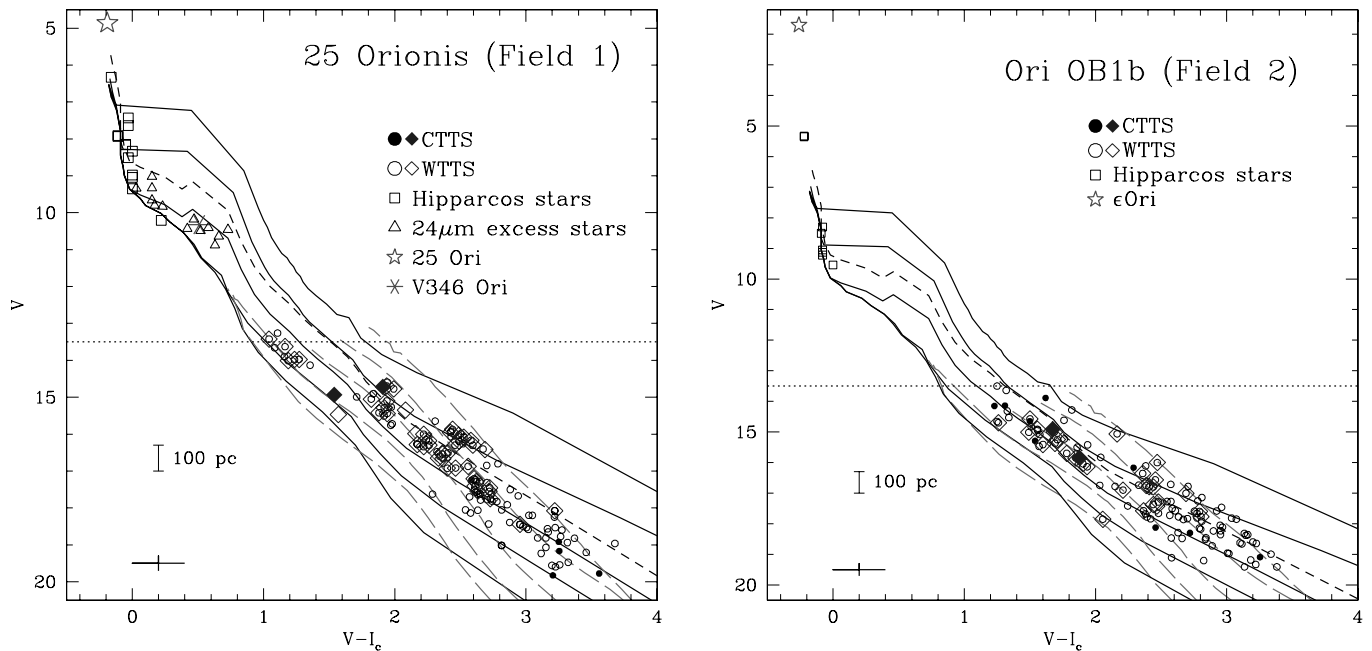 25 Orionis (Field 1)
CTTS
WTTS
Hipparcos stars
24μm excess stars
25 Ori
V346 Ori
100 pc
5
10
15
20
V
0
1
2
3
4
V−Ic
Ori OB1b (Field 2)
CTTS
WTTS
Hipparcos stars
εOri
100 pc
5
10
15
20
V
0
1
2
3
4
V−Ic